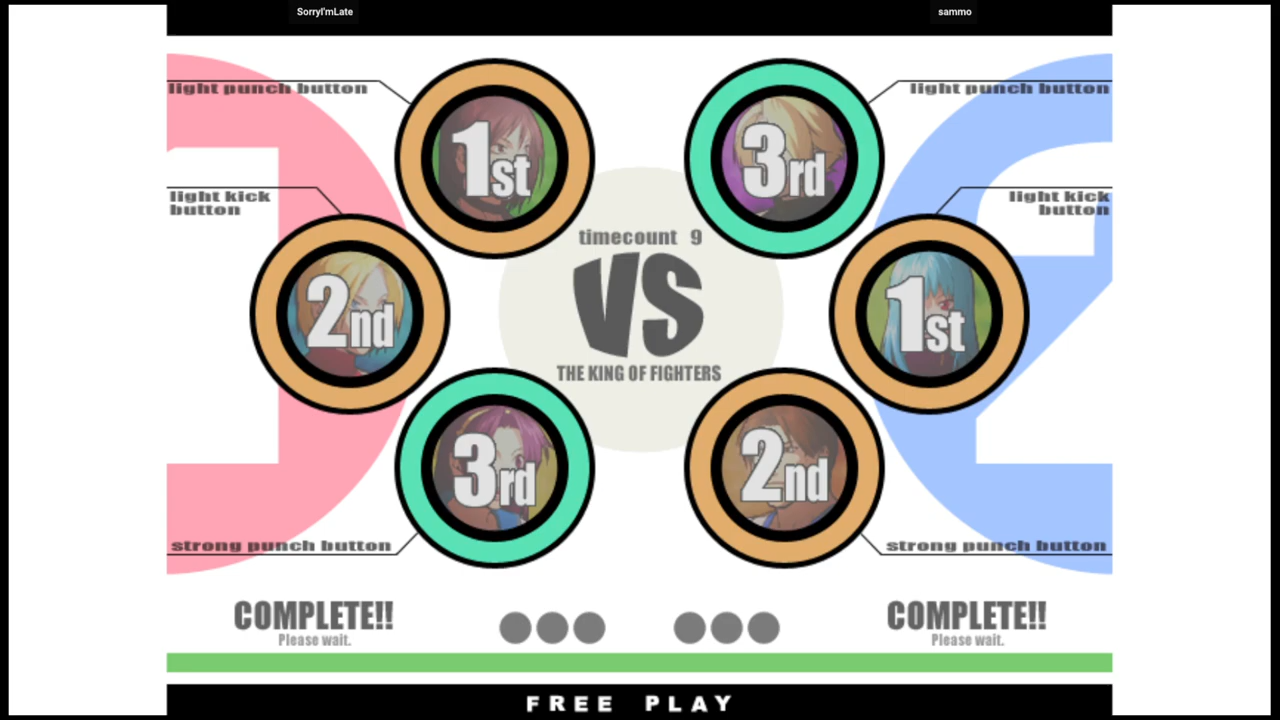 SorryI'mLate
sammo
light punch button
light punch button
1st
3rd
light kick
button
light kick
button
timecount 9
VS
THE KING OF FIGHTERS
2nd
1st
3rd
2nd
strong punch button
strong punch button
COMPLETE!!
Please wait.
COMPLETE!!
Please wait.
FREE PLAY